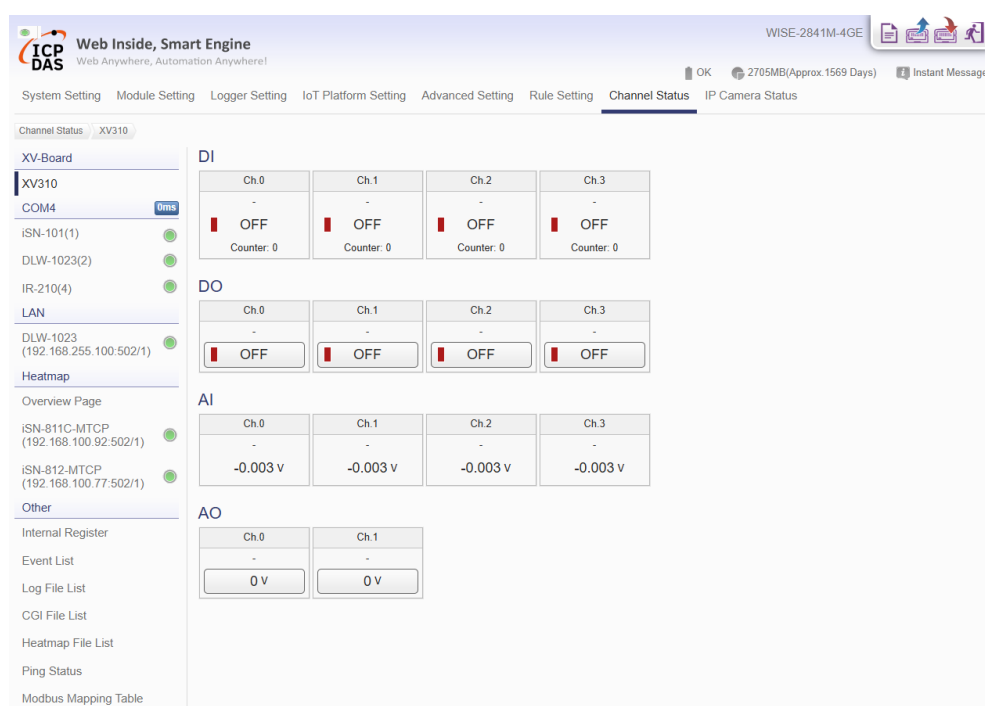 WISE-2841M-4GE
ICP
DAS
Web Inside, Smart Engine
Web Anywhere, Automation Anywhere!
OK 2705MB(Approx.1569 Days) Instant Message
System Setting Module Setting Logger Setting IoT Platform Setting Advanced Setting Rule Setting Channel Status IP Camera Status
Channel Status XV310
XV-Board
XV310
COM4 0ms
iSN-101(1)
DLW-1023(2)
IR-210(4)
LAN
DLW-1023
(192.168.255.100:502/1)
Heatmap
Overview Page
iSN-811C-MTCP
(192.168.100.92:502/1)
iSN-812-MTCP
(192.168.100.77:502/1)
Other
Internal Register
Event List
Log File List
CGI File List
Heatmap File List
Ping Status
Modbus Mapping Table
DI
Ch.0 Ch.1 Ch.2 Ch.3
- - - -
OFF OFF OFF OFF
Counter: 0 Counter: 0 Counter: 0 Counter: 0
DO
Ch.0 Ch.1 Ch.2 Ch.3
- - - -
OFF OFF OFF OFF
AI
Ch.0 Ch.1 Ch.2 Ch.3
- - - -
-0.003 V -0.003 V -0.003 V -0.003 V
AO
Ch.0 Ch.1
- -
0 V 0 V